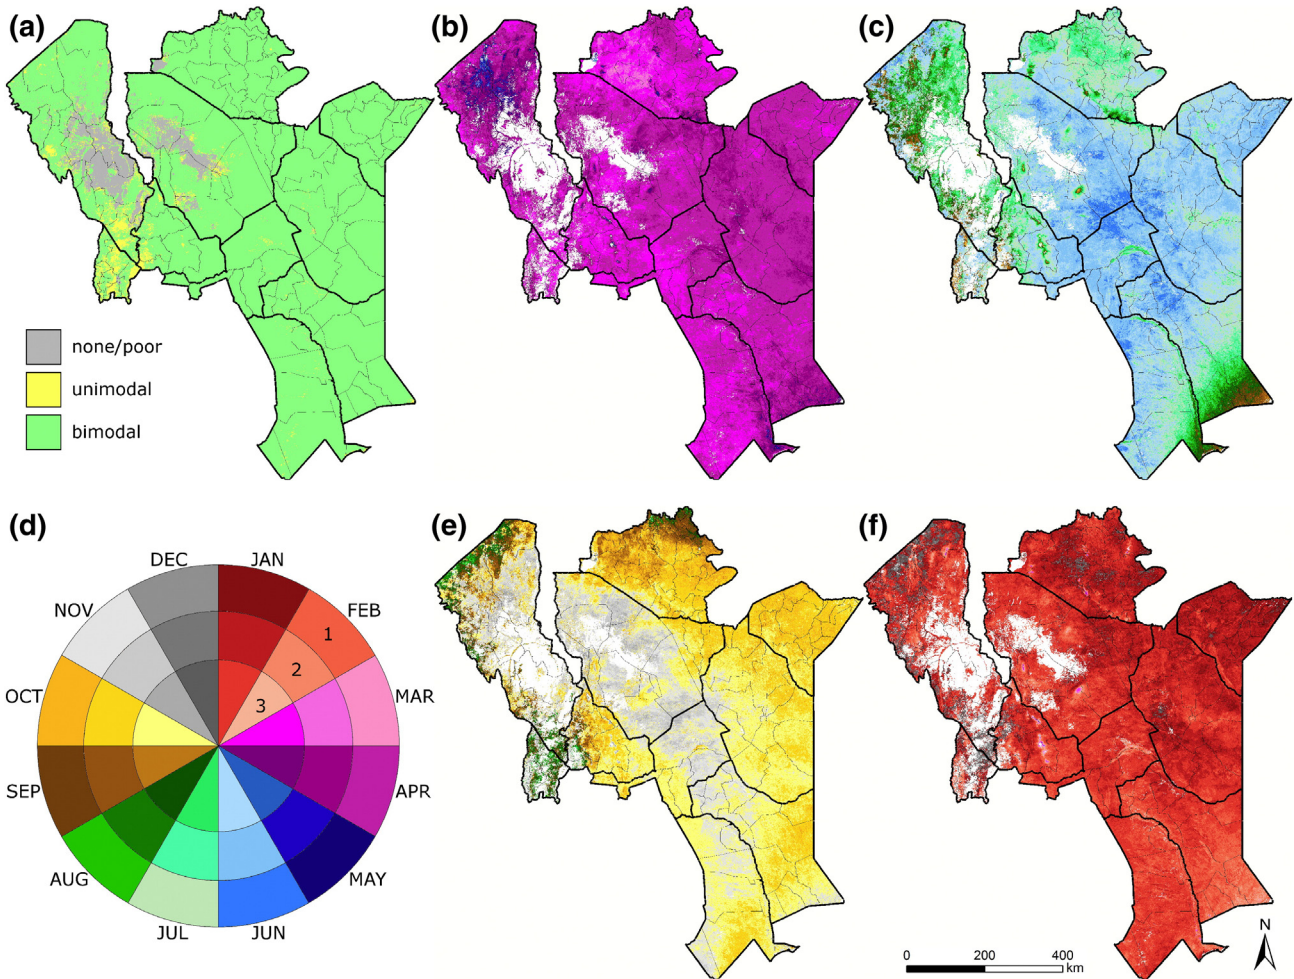 (a)
(b)
(c)
none/poor
unimodal
bimodal
(d)
(e)
(f)
DEC
JAN
NOV
FEB
1
2
OCT
MAR
3
SEP
APR
AUG
MAY
JUL
JUN
N
0 200 400
km